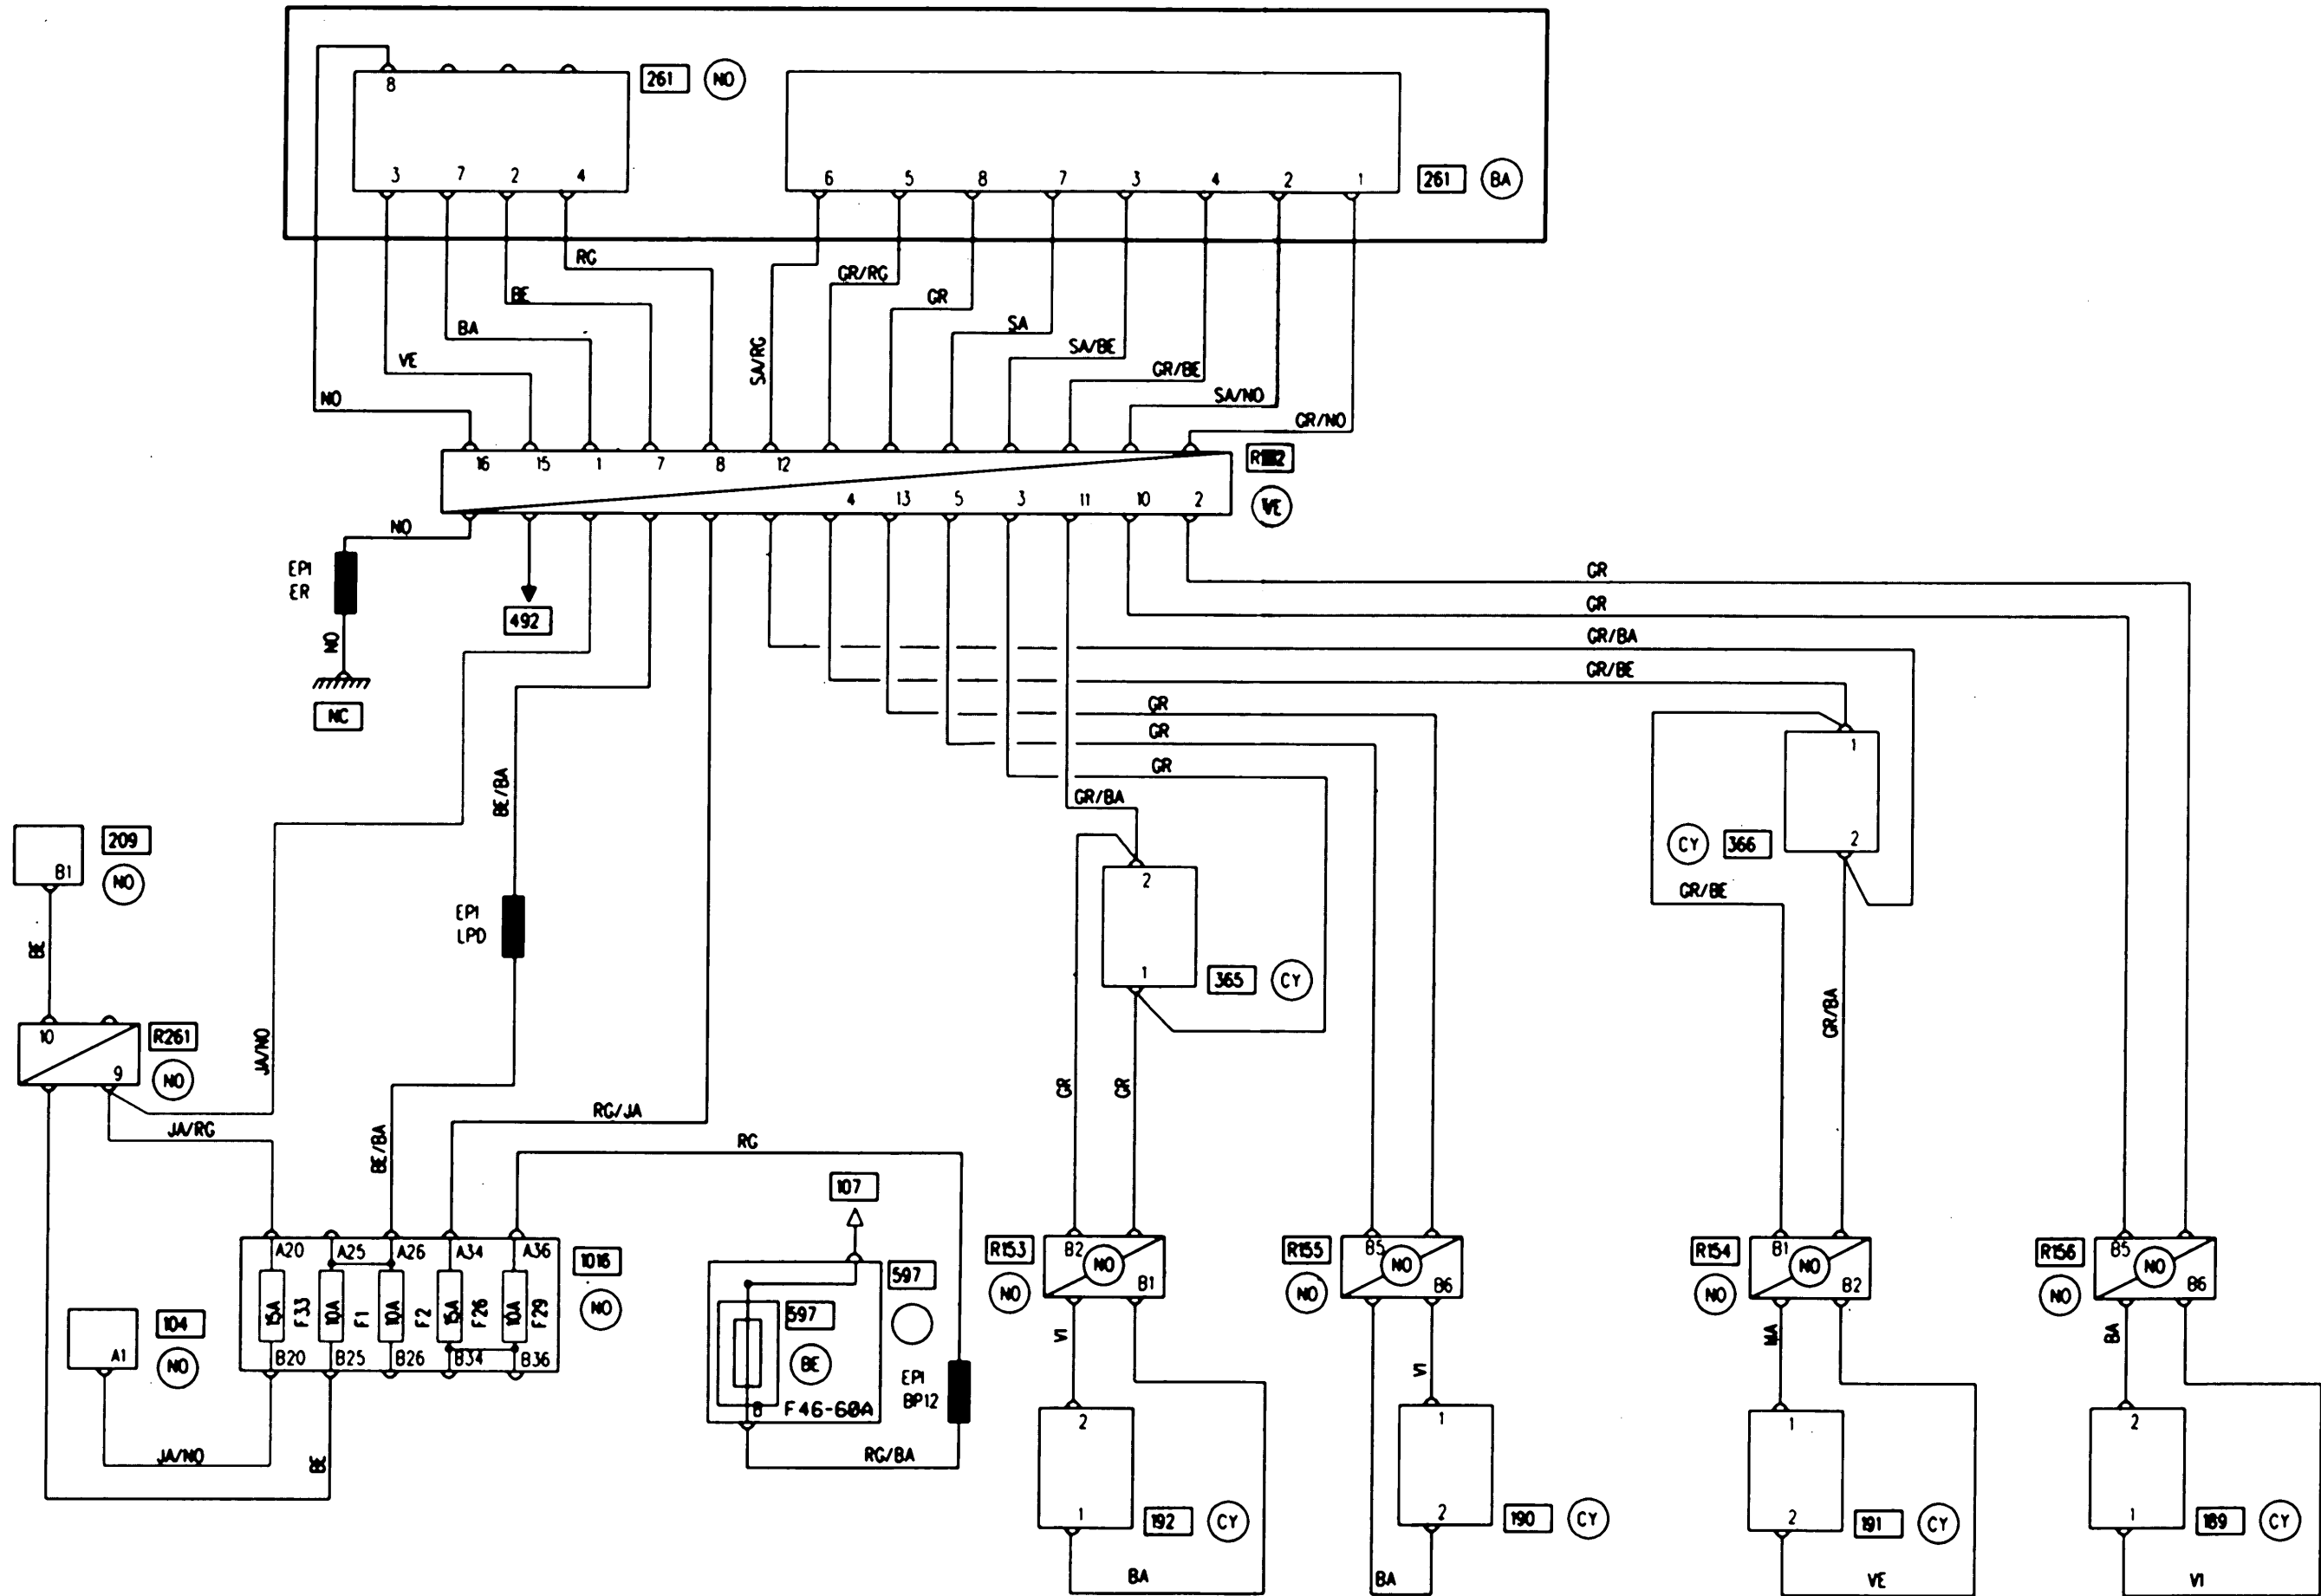 8
261 NO
3 7 2 4
6 5 8 7 3 4 2 1
261 BA
RG
GR/RG
BE
GR
BA
SA
VE
SA/RG
SA/BE
GR/BE
NO
SA/NO
GR/NO
16 15 1 7 8 12
4 13 5 3 11 10 2
VE
NO
EP1
ER
492
NO
NC
GR
GR
GR/BA
GR/BE
GR
GR
GR
GR/BA
BE/BA
1
2
CY 366
GR/BE
209
B1
NO
BE
EP1
LPD
2
1
365 CY
GR/BA
10
9
R261
NO
JA/NO
GR
GR
JA/RG
BE/BA
RG/JA
RG
107
A20 A25 A26 A34 A36
15A F33 10A F1 10A F2 15A F26 10A F29
B20 B25 B26 B34 B36
1016
NO
104
A1
NO
JA/NO
BE
597
597
BE
B F46-60A
EP1
BP12
RG/BA
R153 B2 NO B1
NO
R155 B5 NO B6
NO
R154 B1 NO B2
NO
R156 B5 NO B6
NO
VI
VI
MA
BA
2
1
192 CY
BA
1
2
190 CY
BA
1
2
191 CY
VE
2
1
189 CY
VI